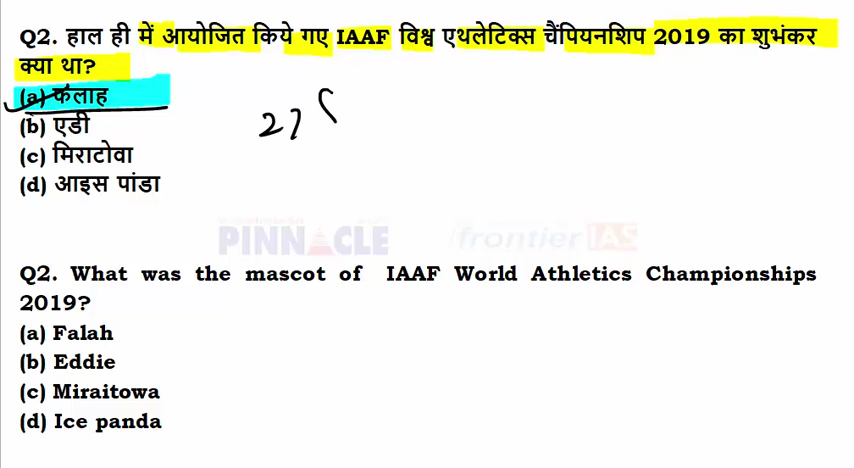 Q2. हाल ही में आयोजित किये गए IAAF विश्व एथलेटिक्स चैंपियनशिप 2019 का शुभंकर
क्या था?
(a) फलाह
(b) एडी
(c) मिराटोवा
(d) आइस पांडा
27
PINNACLE frontier IAS
Q2. What was the mascot of IAAF World Athletics Championships
2019?
(a) Falah
(b) Eddie
(c) Miraitowa
(d) Ice panda